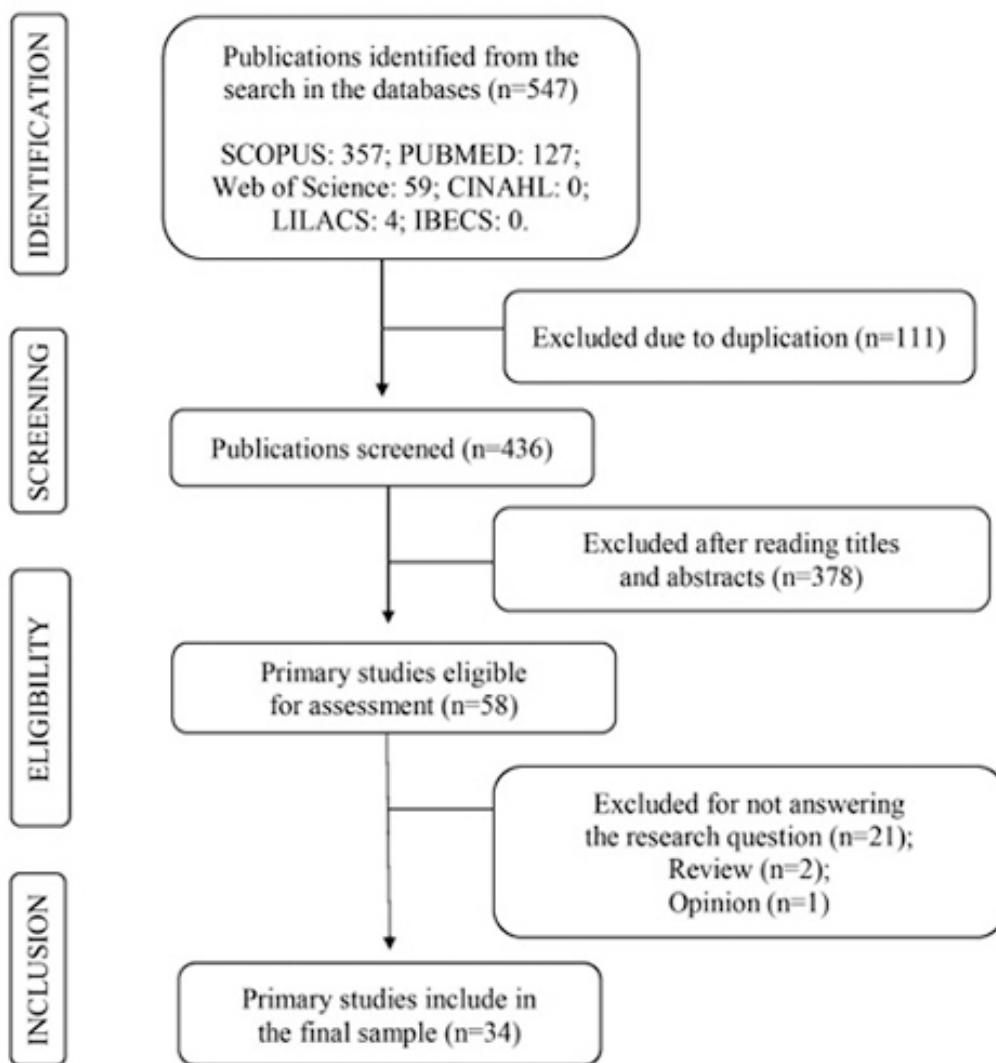 IDENTIFICATION
Publications identified from the
search in the databases (n=547)
SCOPUS: 357; PUBMED: 127;
Web of Science: 59; CINAHL: 0;
LILACS: 4; IBECS: 0.
Excluded due to duplication (n=111)
SCREENING
Publications screened (n=436)
Excluded after reading titles
and abstracts (n=378)
ELIGIBILITY
Primary studies eligible
for assessment (n=58)
Excluded for not answering
the research question (n=21);
Review (n=2);
Opinion (n=1)
INCLUSION
Primary studies include in
the final sample (n=34)